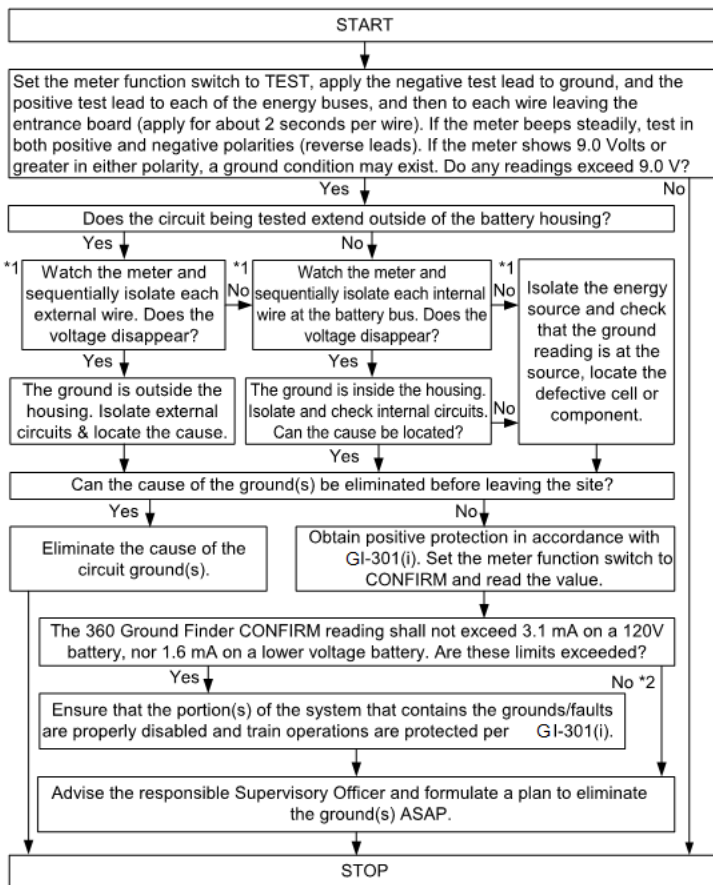 START
Set the meter function switch to TEST, apply the negative test lead to ground, and the
positive test lead to each of the energy buses, and then to each wire leaving the
entrance board (apply for about 2 seconds per wire). If the meter beeps steadily, test in
both positive and negative polarities (reverse leads). If the meter shows 9.0 Volts or
greater in either polarity, a ground condition may exist. Do any readings exceed 9.0 V?
Yes
No
Does the circuit being tested extend outside of the battery housing?
Yes
No
*1
Watch the meter and
sequentially isolate each
external wire. Does the
voltage disappear?
*1
No
Watch the meter and
sequentially isolate each internal
wire at the battery bus. Does the
voltage disappear?
*1
No
Isolate the energy
source and check
that the ground
reading is at the
source, locate the
defective cell or
component.
Yes
Yes
The ground is outside the
housing. Isolate external
circuits & locate the cause.
The ground is inside the housing.
Isolate and check internal circuits.
Can the cause be located?
No
Yes
Can the cause of the ground(s) be eliminated before leaving the site?
Yes
No
Eliminate the cause of the
circuit ground(s).
Obtain positive protection in accordance with
GI-301(i). Set the meter function switch to
CONFIRM and read the value.
The 360 Ground Finder CONFIRM reading shall not exceed 3.1 mA on a 120V
battery, nor 1.6 mA on a lower voltage battery. Are these limits exceeded?
Yes
No *2
Ensure that the portion(s) of the system that contains the grounds/faults
are properly disabled and train operations are protected per GI-301(i).
Advise the responsible Supervisory Officer and formulate a plan to eliminate
the ground(s) ASAP.
STOP